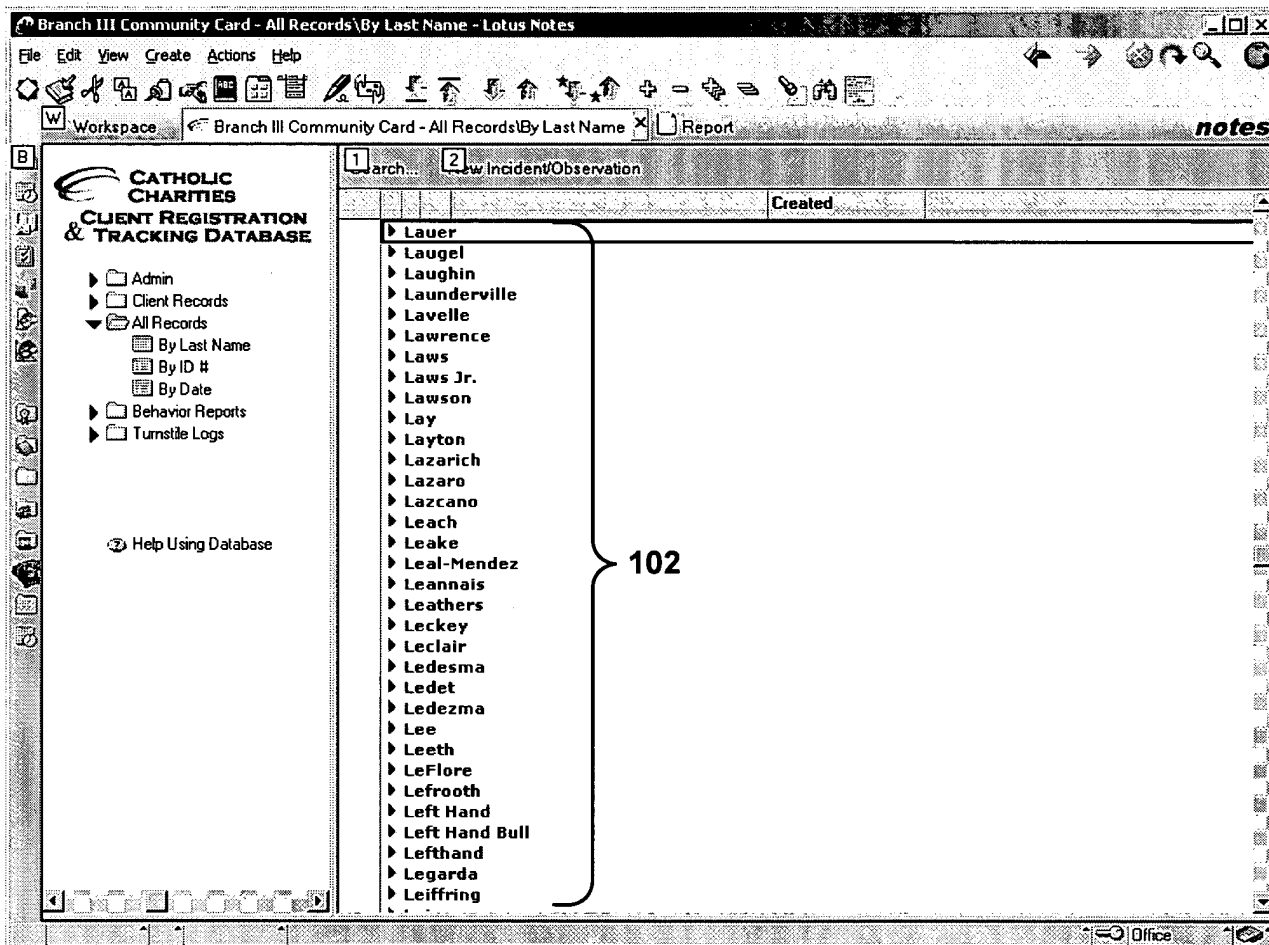 Branch III Community Card - All Records\By Last Name - Lotus Notes
File Edit View Create Actions Help
W Workspace Branch III Community Card - All Records\By Last Name Report notes
B
CATHOLIC
CHARITIES
CLIENT REGISTRATION
& TRACKING DATABASE
Admin
Client Records
All Records
By Last Name
By ID #
By Date
Behavior Reports
Turnstile Logs
Help Using Database
1 arch... 2 ew Incident/Observation
Created
Lauer
Laugel
Laughin
Launderville
Lavelle
Lawrence
Laws
Laws Jr.
Lawson
Lay
Layton
Lazarich
Lazaro
Lazcano
Leach
Leake
Leal-Mendez
Leannais
Leathers
Leckey
Leclair
Ledesma
Ledet
Ledezma
Lee
Leeth
LeFlore
Lefrooth
Left Hand
Left Hand Bull
Lefthand
Legarda
Leiffring
102
Office